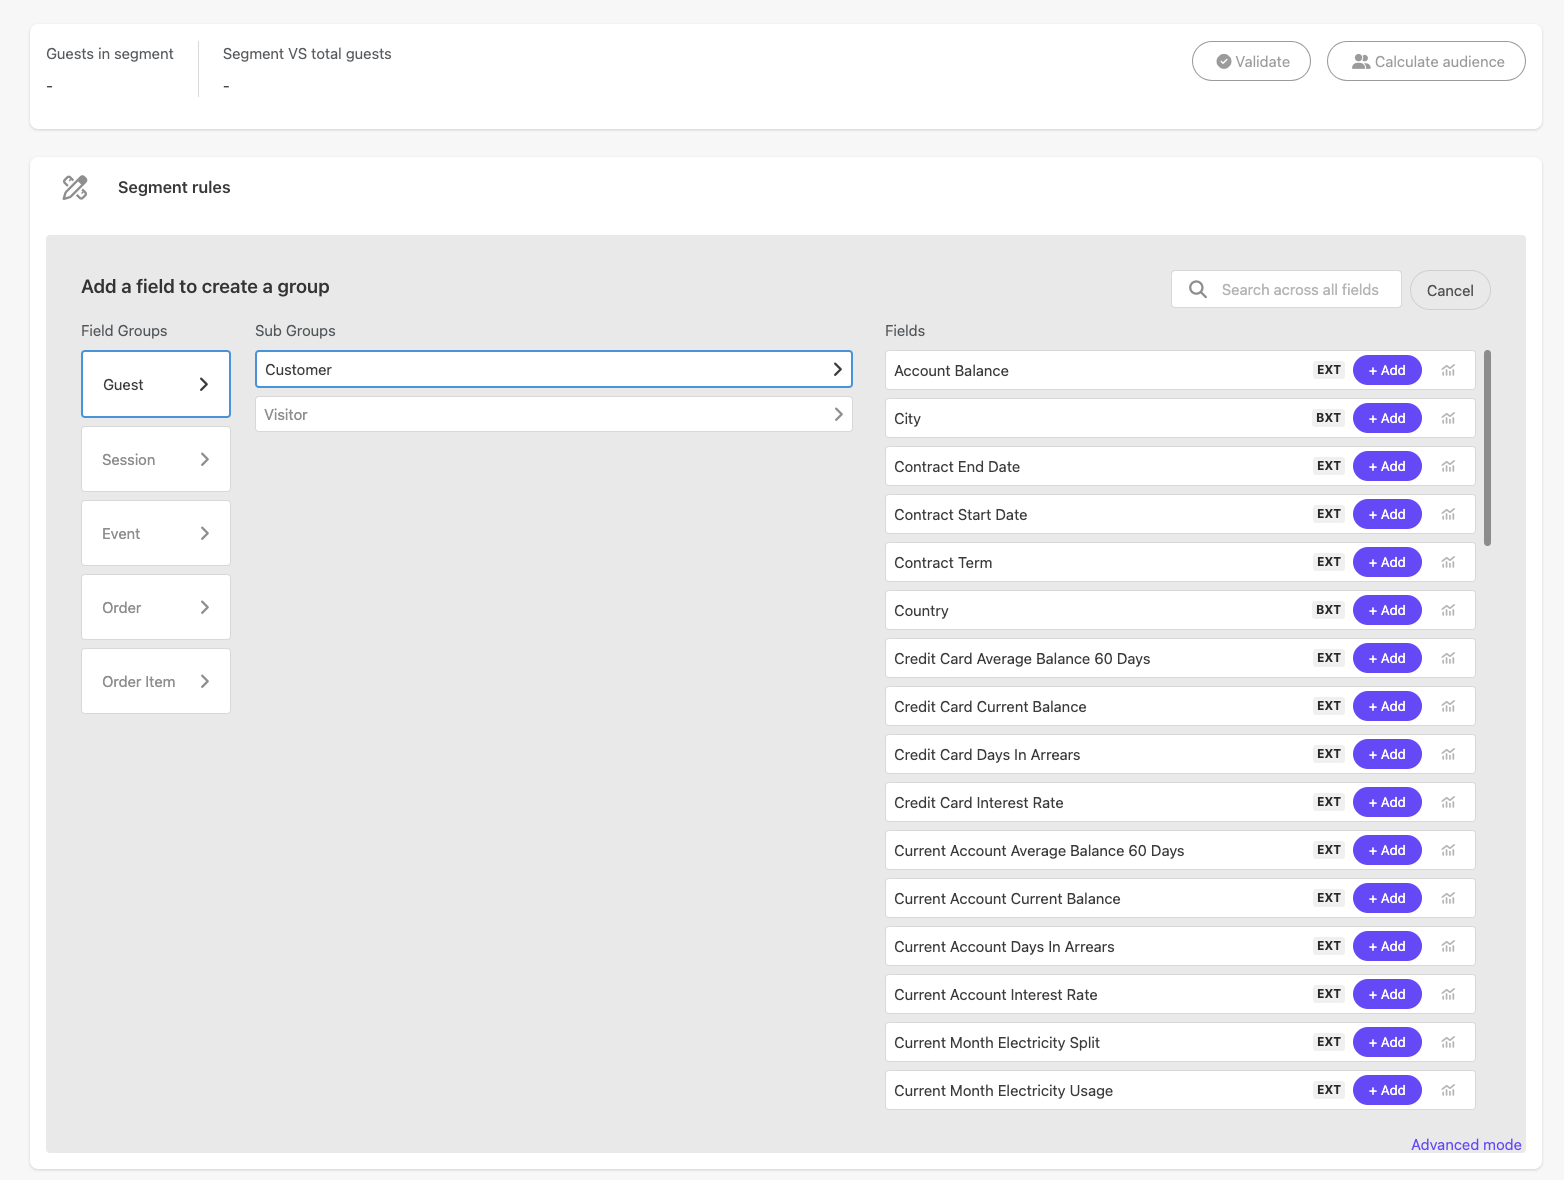 Guests in segment
-
Segment VS total guests
-
Validate
Calculate audience
Segment rules
Add a field to create a group
Search across all fields
Cancel
Field Groups
Guest
Session
Event
Order
Order Item
Sub Groups
Customer
Visitor
Fields
Account Balance EXT + Add
City BXT + Add
Contract End Date EXT + Add
Contract Start Date EXT + Add
Contract Term EXT + Add
Country BXT + Add
Credit Card Average Balance 60 Days EXT + Add
Credit Card Current Balance EXT + Add
Credit Card Days In Arrears EXT + Add
Credit Card Interest Rate EXT + Add
Current Account Average Balance 60 Days EXT + Add
Current Account Current Balance EXT + Add
Current Account Days In Arrears EXT + Add
Current Account Interest Rate EXT + Add
Current Month Electricity Split EXT + Add
Current Month Electricity Usage EXT + Add
Advanced mode